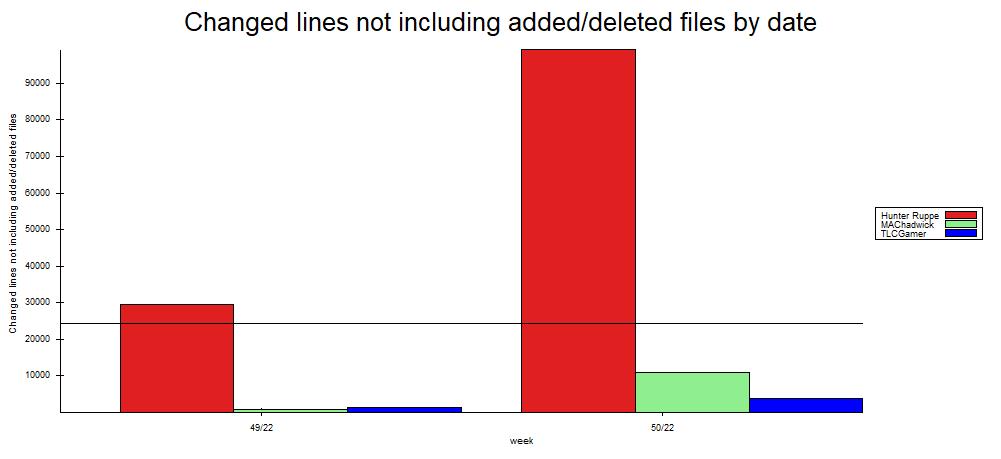 Changed lines not including added/deleted files by date
Changed lines not including added/deleted files
90000
80000
70000
60000
50000
40000
30000
20000
10000
49/22
50/22
week
Hunter Ruppe
MAChadwick
TLCGamer